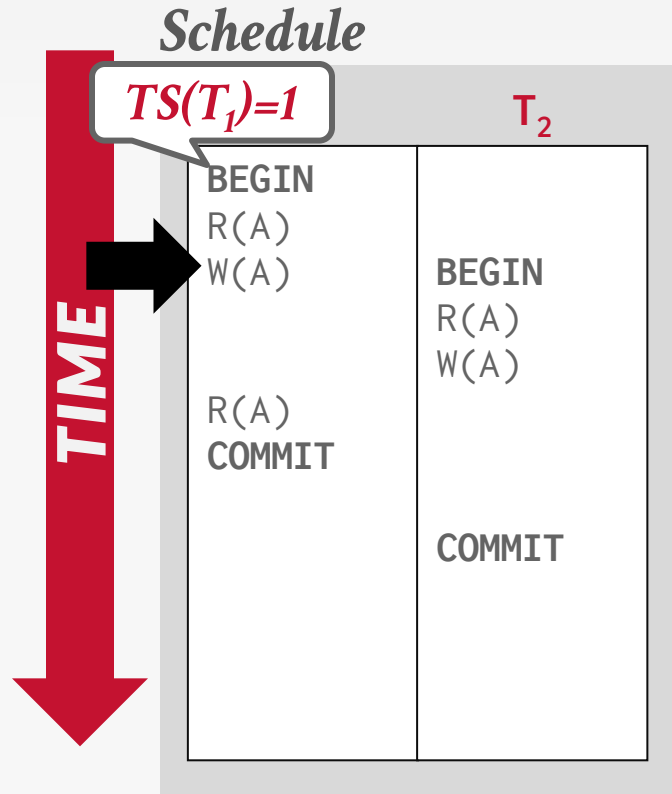 Schedule
TS(T1)=1
T2
BEGIN
R(A)
W(A)
BEGIN
R(A)
W(A)
R(A)
COMMIT
COMMIT
TIME